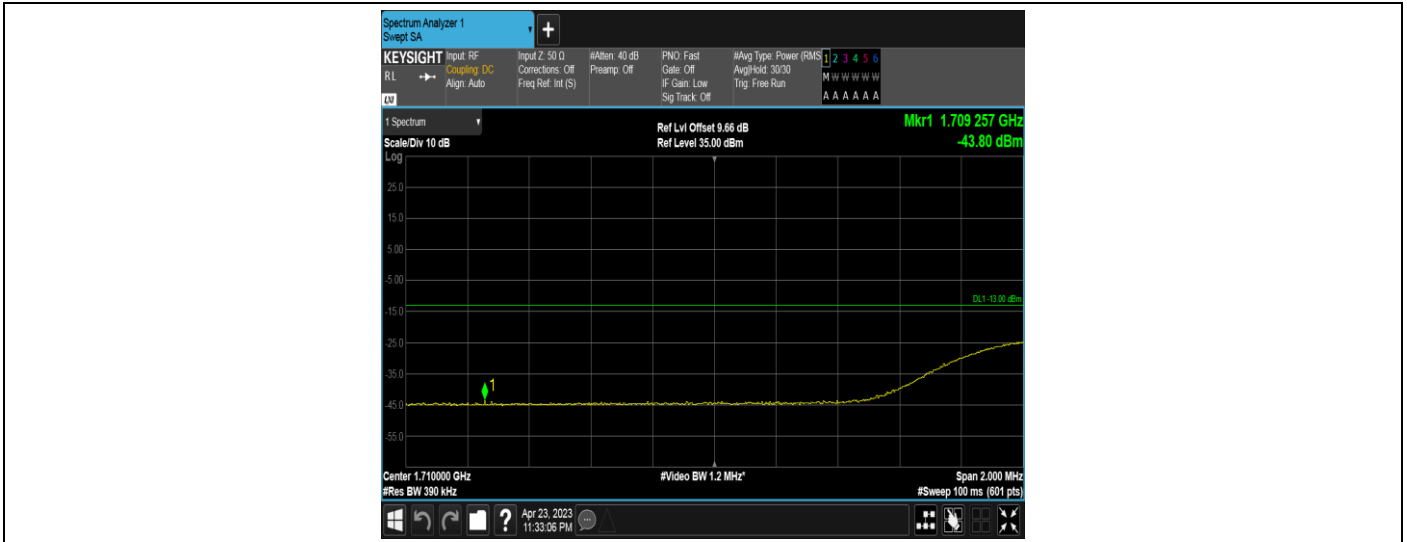 Spectrum Analyzer 1
Swept SA
+
KEYSIGHT Input: RF Input Z: 50 Ω #Atten: 40 dB PNO: Fast #Avg Type: Power (RMS 1 2 3 4 5 6
RL Coupling: DC Corrections: Off Preamp: Off Gate: Off Avg|Hold: 30/30 M W W W W W
Align: Auto Freq Ref: Int (S) IF Gain: Low Trig: Free Run
LXI Sig Track: Off A A A A A A
1 Spectrum Ref Lvl Offset 9.66 dB Mkr1 1.709 257 GHz
Scale/Div 10 dB Ref Level 35.00 dBm -43.80 dBm
Log
25.0
15.0
5.00
-5.00
DL1 -13.00 dBm
-15.0
-25.0
-35.0
1
-45.0
-55.0
Center 1.710000 GHz #Video BW 1.2 MHz* Span 2.000 MHz
#Res BW 390 kHz #Sweep 100 ms (601 pts)
? Apr 23, 2023
11:33:06 PM